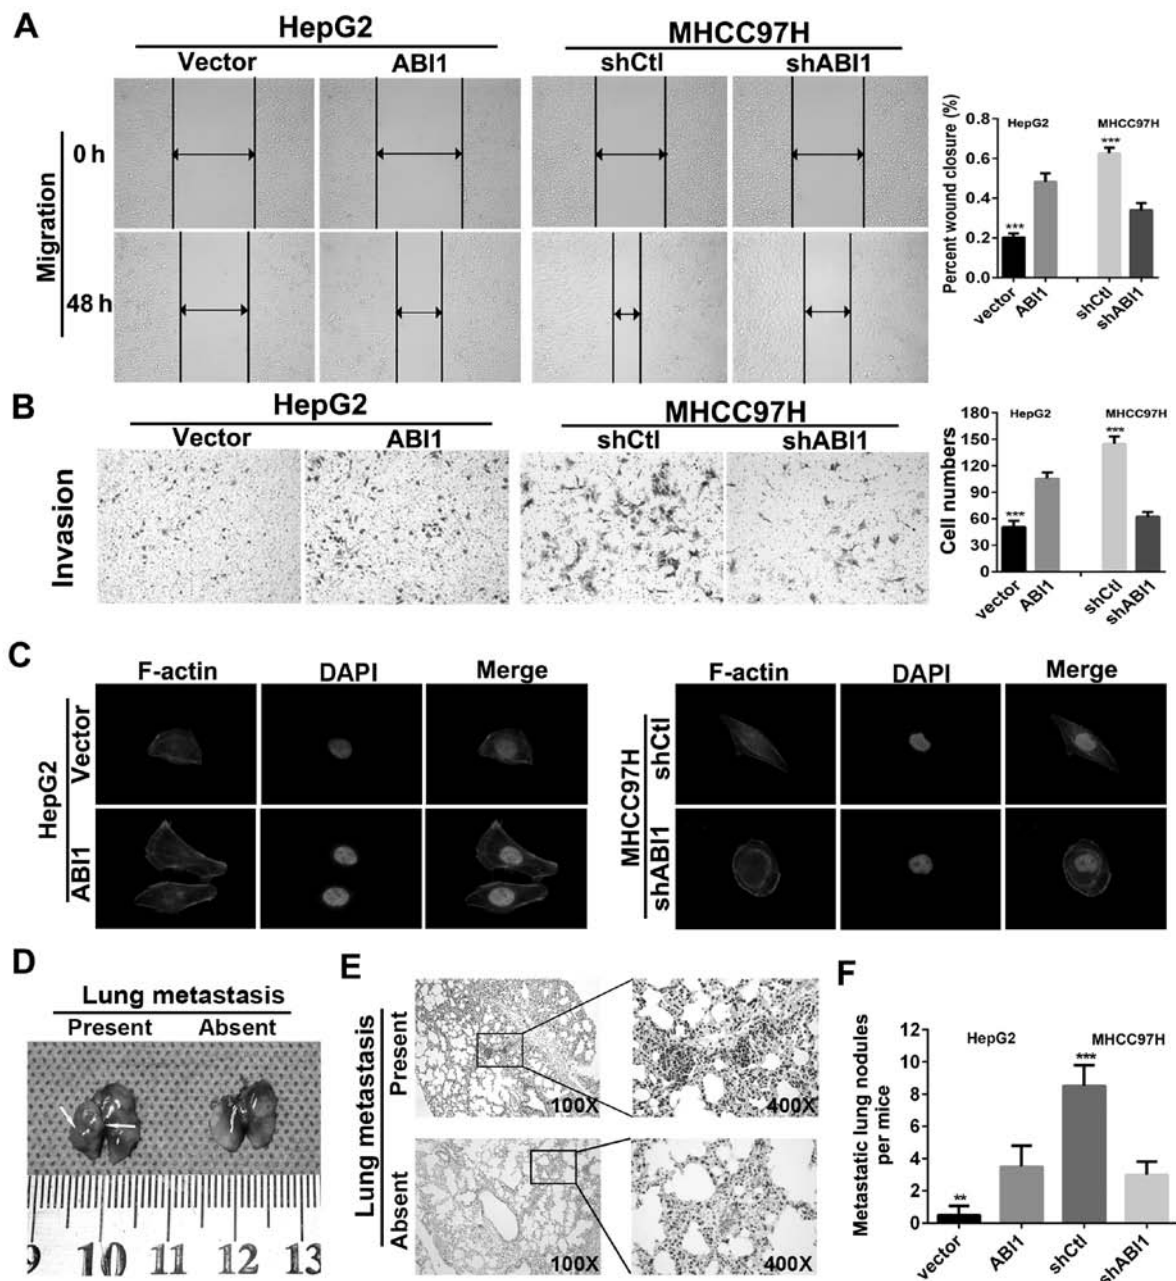 A
HepG2
MHCC97H
Vector
ABI1
shCtl
shABI1
Migration
0 h
48 h
Percent wound closure (%)
0.8
0.6
0.4
0.2
0.0
HepG2
MHCC97H
***
***
vector
ABI1
shCtl
shABI1
B
HepG2
MHCC97H
Vector
ABI1
shCtl
shABI1
Invasion
Cell numbers
180
150
120
90
60
30
0
HepG2
MHCC97H
***
***
vector
ABI1
shCtl
shABI1
C
F-actin
DAPI
Merge
F-actin
DAPI
Merge
HepG2
Vector
ABI1
MHCC97H
shCtl
shABI1
D
Lung metastasis
Present
Absent
9 10 11 12 13
E
Lung metastasis
Present
Absent
100X
400X
100X
400X
F
Metastatic lung nodules
per mice
12
10
8
6
4
2
0
HepG2
MHCC97H
**
***
vector
ABI1
shCtl
shABI1